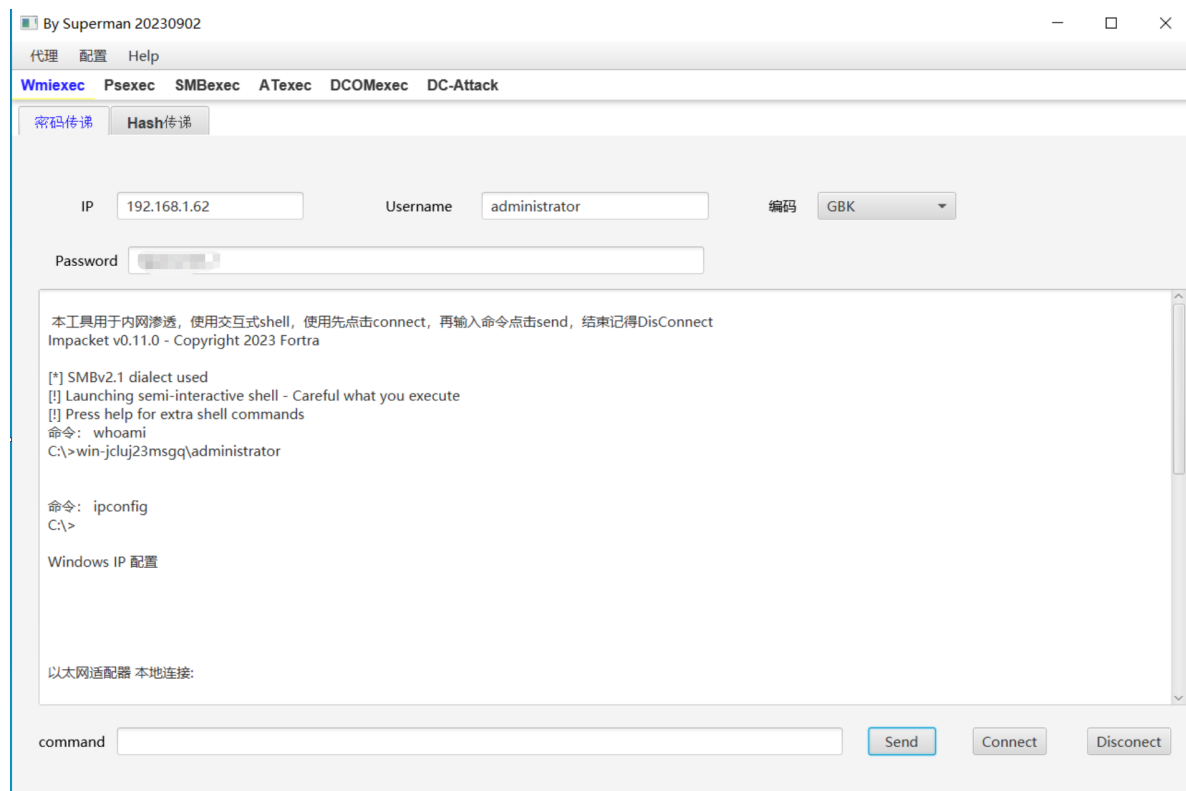 By Superman 20230902
代理 配置 Help
Wmiexec Psexec SMBexec ATexec DCOMexec DC-Attack
密码传递 Hash传递
IP 192.168.1.62 Username administrator 编码 GBK
Password
本工具用于内网渗透，使用交互式shell，使用先点击connect，再输入命令点击send，结束记得DisConnect
Impacket v0.11.0 - Copyright 2023 Fortra
[*] SMBv2.1 dialect used
[!] Launching semi-interactive shell - Careful what you execute
[!] Press help for extra shell commands
命令： whoami
C:\>win-jcluj23msgq\administrator
命令： ipconfig
C:\>
Windows IP 配置
以太网适配器 本地连接:
command Send Connect Disconect